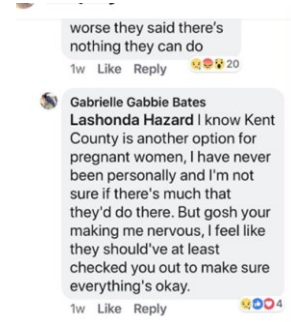 worse they said there's
nothing they can do
1w Like Reply 20
Gabrielle Gabbie Bates
Lashonda Hazard I know Kent
County is another option for
pregnant women, I have never
been personally and I'm not
sure if there's much that
they'd do there. But gosh your
making me nervous, I feel like
they should've at least
checked you out to make sure
everything's okay.
1w Like Reply 4